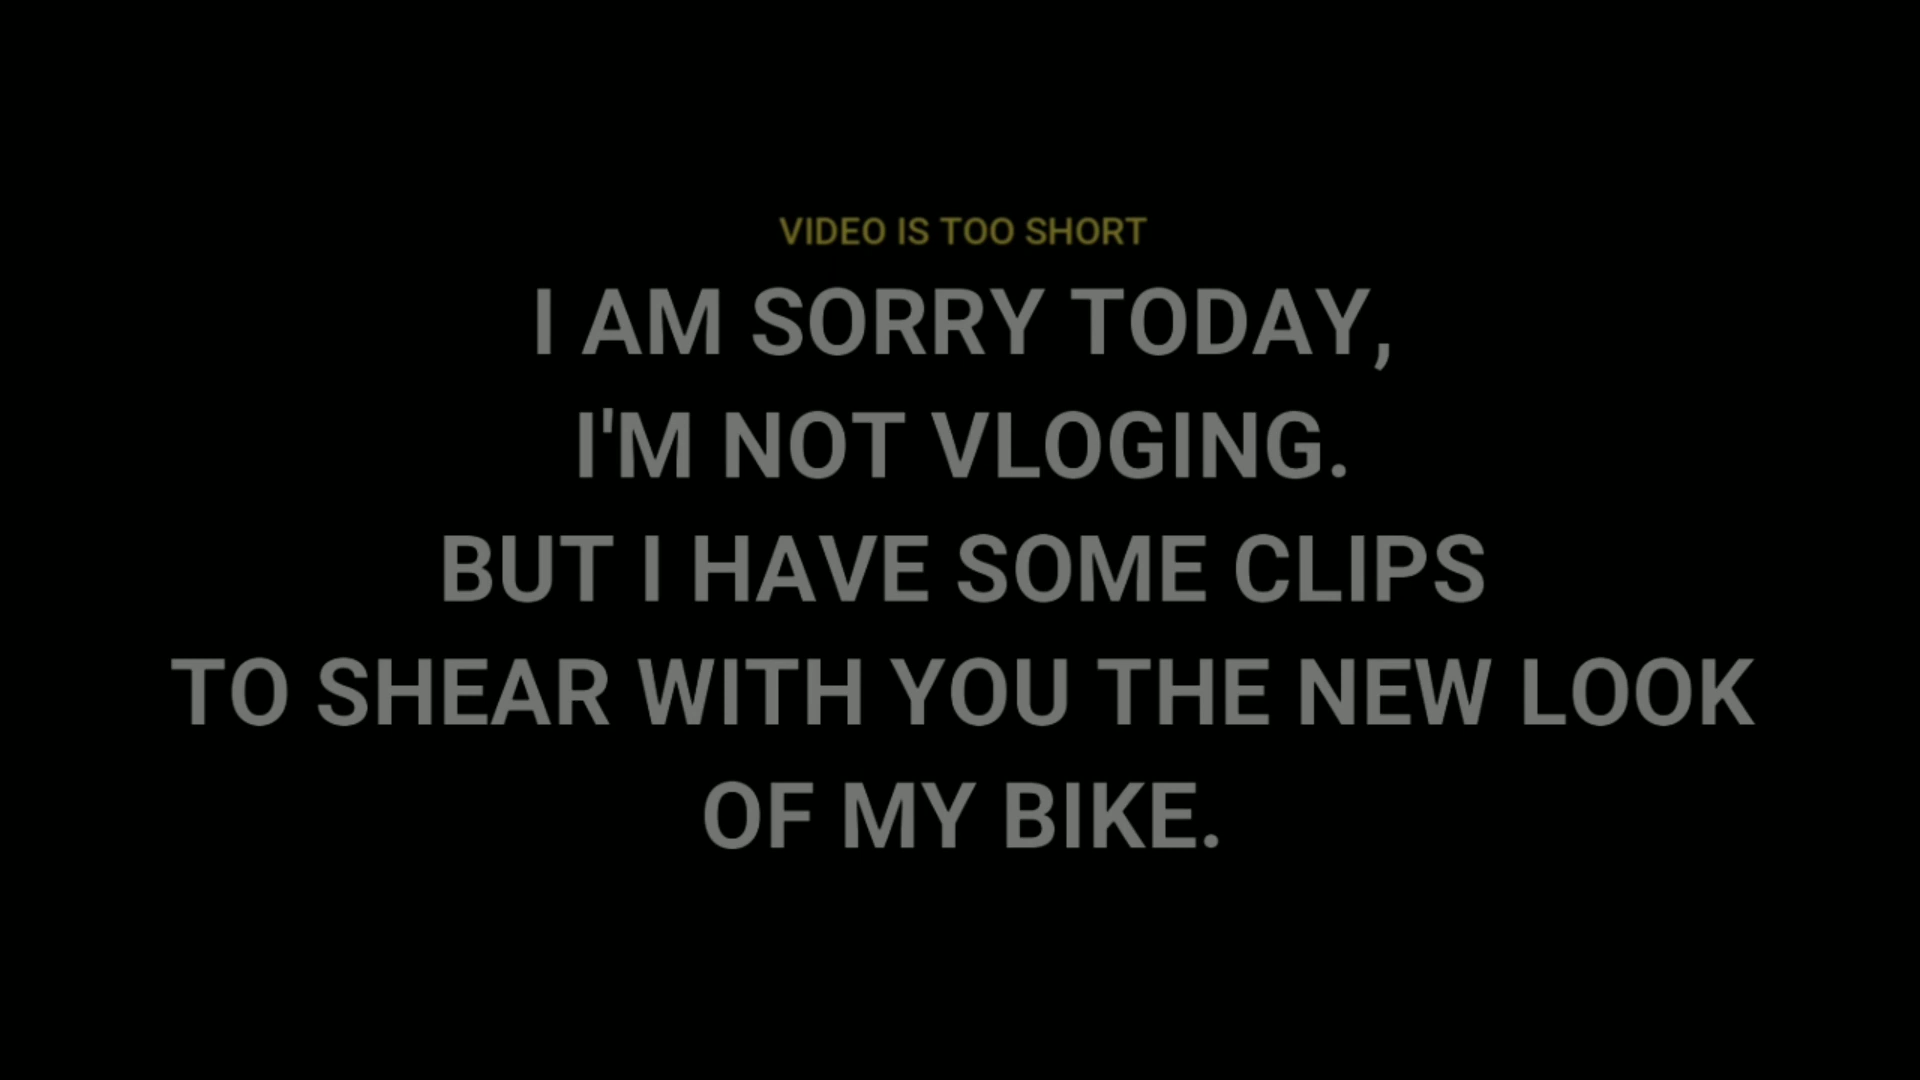 VIDEO IS TOO SHORT
I AM SORRY TODAY,
I'M NOT VLOGING.
BUT I HAVE SOME CLIPS
TO SHEAR WITH YOU THE NEW LOOK
OF MY BIKE.